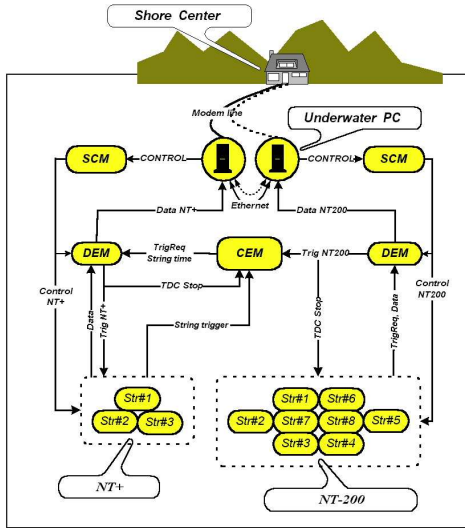 Shore Center
Modem line
Underwater PC
SCM
CONTROL
CONTROL
SCM
Ethernet
Data NT+
Data NT200
DEM
TrigReq
String time
CEM
Trig NT200
DEM
TDC Stop
Control
NT+
Data
Trig NT+
String trigger
TDC Stop
TrigReq, Data
Control
NT200
Str#1
Str#2
Str#3
Str#1
Str#6
Str#2
Str#7
Str#8
Str#5
Str#3
Str#4
NT+
NT-200